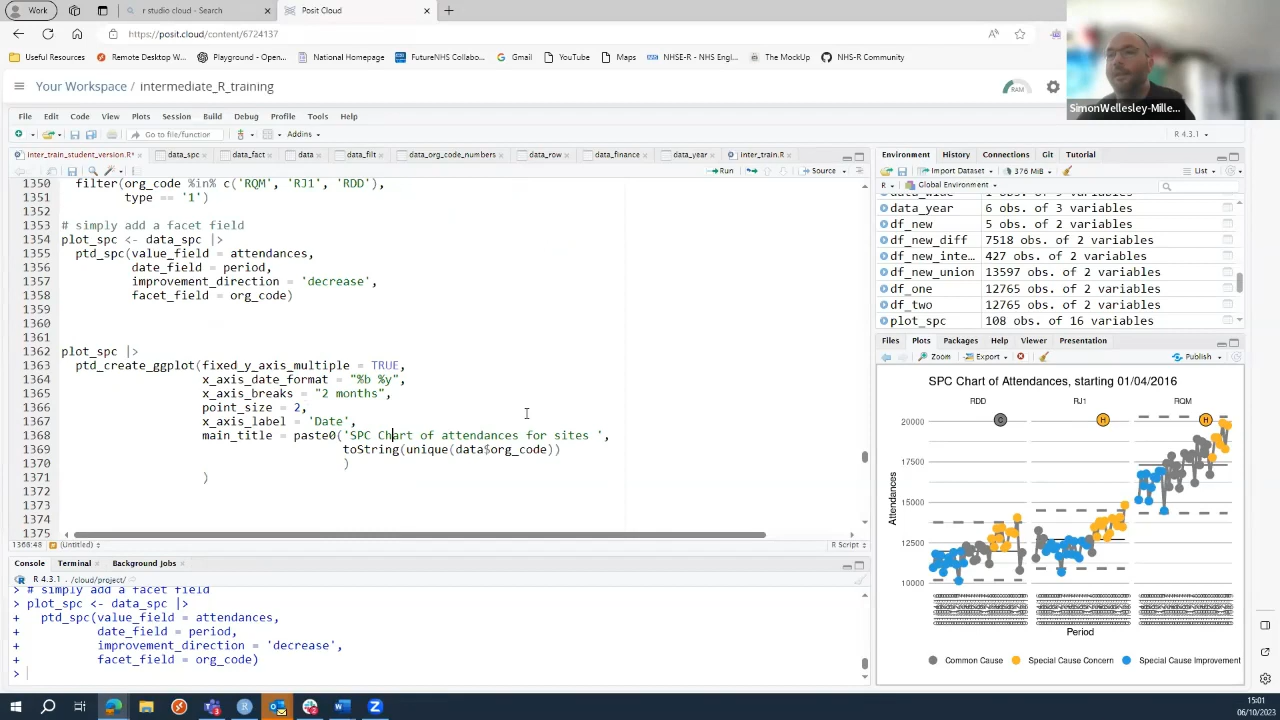 Work
r studio cloud - Search
Posit Cloud
https://posit.cloud/content/6724137
Useful Resources
Remote Desktop W...
Playground - Open...
National Homepage
FutureNHS Collabo...
Gmail
YouTube
Maps
NHSE-R - NHS Engl...
The MockUp
NHS-R Community
SimonWellesley-Mille...
Your Workspace / intermediate_R_training
RAM
File Edit Code View Plots Session Build Debug Profile Tools Help
Go to file/function
Addins
R 4.3.1
inter_train_student_version.R*
data_spc
data_fact
data
data_filt
data_org_code_numbers
data_row
data_finance
data_year
inter_train.R
Run
Source
1350 filter(org_code %in% c('RQM', 'RJ1', 'RDD'),
1351 type == '1')
1352
1353 # simply add a facet field
1354 plot_spc <- data_spc |>
1355 ptd_spc(value_field = attendances,
1356 date_field = period,
1357 improvement_direction = 'decrease',
1358 facet_field = org_code)
1359
1360
1361
1362 plot_spc |>
1363 ptd_create_ggplot(fixed_y_axis_multiple = TRUE,
1364 x_axis_date_format = "%b %y",
1365 x_axis_breaks = "2 months",
1366 point_size = 2,
1367 x_axis_label = 'Date',
1368 main_title = paste0('SPC Chart of attendances for sites ',
1369 toString(unique(data$org_code))
1370 )
1371 )
1372
1373
1374
1375
1368:48
(Untitled)
R Script
Console Terminal Background Jobs
R 4.3.1 . /cloud/project/
> # simply add a facet field
> plot_spc <- data_spc |>
+ ptd_spc(value_field = attendances,
+ date_field = period,
+ improvement_direction = 'decrease',
+ facet_field = org_code)
>
Environment History Connections Git Tutorial
Import Dataset
376 MiB
List
R
Global Environment
data_year 6 obs. of 3 variables
df_new 5 obs. of 2 variables
df_new_diff 7518 obs. of 2 variables
df_new_inte… 427 obs. of 2 variables
df_new_union 13597 obs. of 2 variables
df_one 12765 obs. of 2 variables
df_two 12765 obs. of 2 variables
plot_spc 108 obs. of 16 variables
Files Plots Packages Help Viewer Presentation
Zoom
Export
Publish
SPC Chart of Attendances, starting 01/04/2016
RDD RJ1 RQM
C H H
20000
17500
15000
12500
10000
Attendances
Period
Common Cause
Special Cause Concern
Special Cause Improvement
15:01
06/10/2023